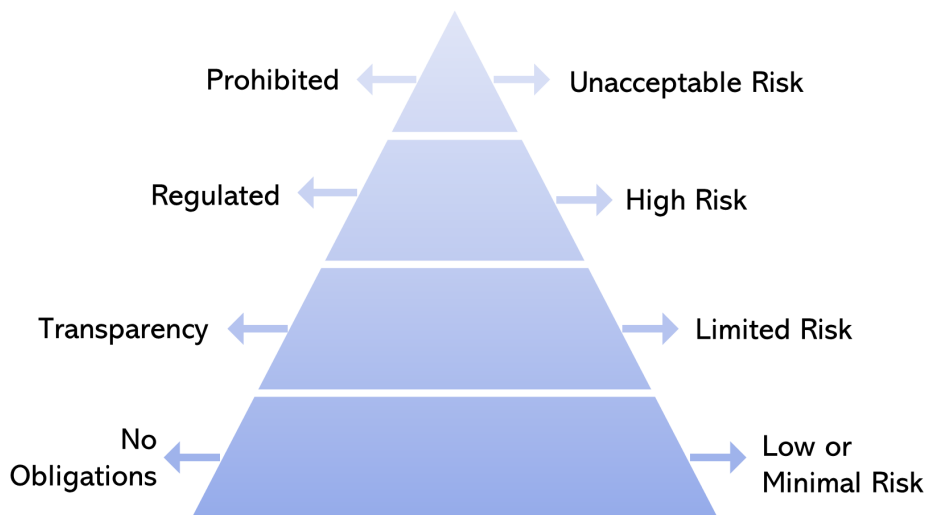 Prohibited
Unacceptable Risk
Regulated
High Risk
Transparency
Limited Risk
No
Obligations
Low or
Minimal Risk